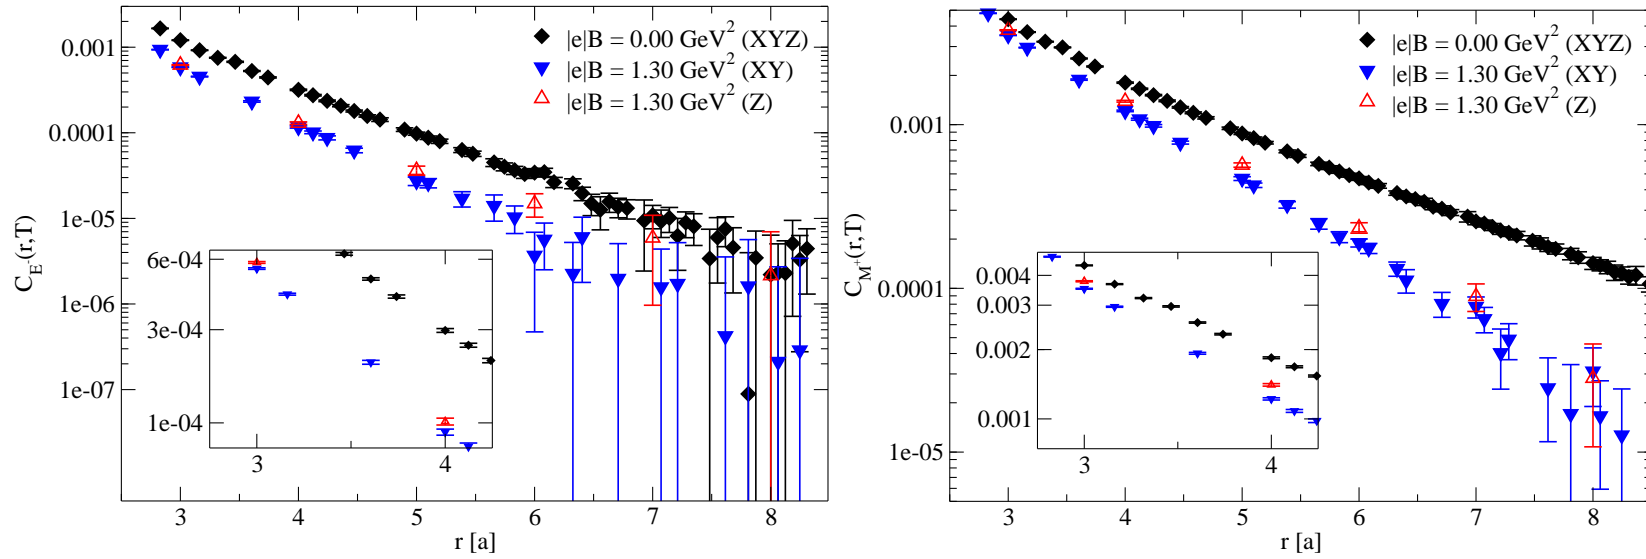 |e|B = 0.00 GeV² (XYZ)
|e|B = 1.30 GeV² (XY)
|e|B = 1.30 GeV² (Z)
0.001
0.0001
1e-05
1e-06
1e-07
C_E⁻(r,T)
6e-04
3e-04
1e-04
3 4
3 4 5 6 7 8
r [a]
|e|B = 0.00 GeV² (XYZ)
|e|B = 1.30 GeV² (XY)
|e|B = 1.30 GeV² (Z)
0.001
0.0001
1e-05
C_M⁺(r,T)
0.004
0.003
0.002
0.001
3 4
3 4 5 6 7 8
r [a]